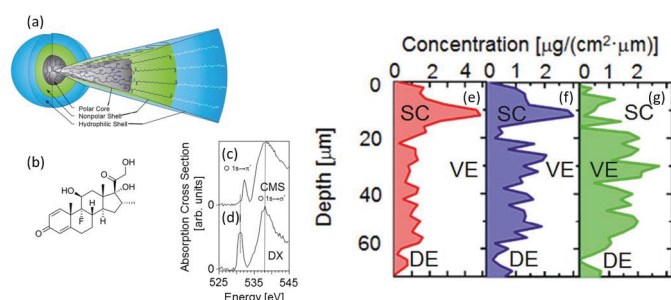 (a)
Polar Core
Nonpolar Shell
Hydrophilic Shell
(b)
OH
O
HO
OH
H
F
H
O
Absorption Cross Section
[arb. units]
(c)
O 1s→π*
CMS
O 1s→σ*
(d)
DX
0
0
525 535 545
Energy [eV]
Concentration [µg/(cm²·µm)]
0 2 4 0 1 2 0 1 2
Depth [µm]
0
20
40
60
(e)
SC
(f)
SC
(g)
SC
VE
VE
DE
DE